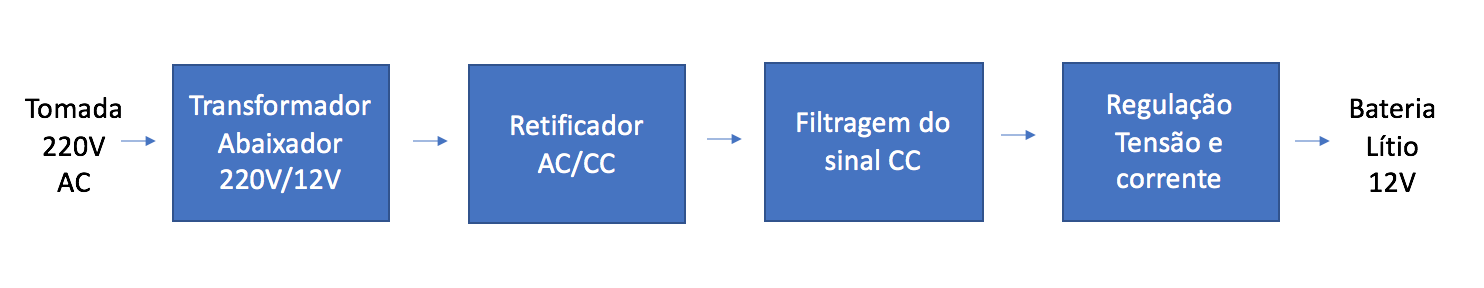 Tomada
220V
AC
Transformador
Abaixador
220V/12V
Retificador
AC/CC
Filtragem do
sinal CC
Regulação
Tensão e
corrente
Bateria
Lítio
12V